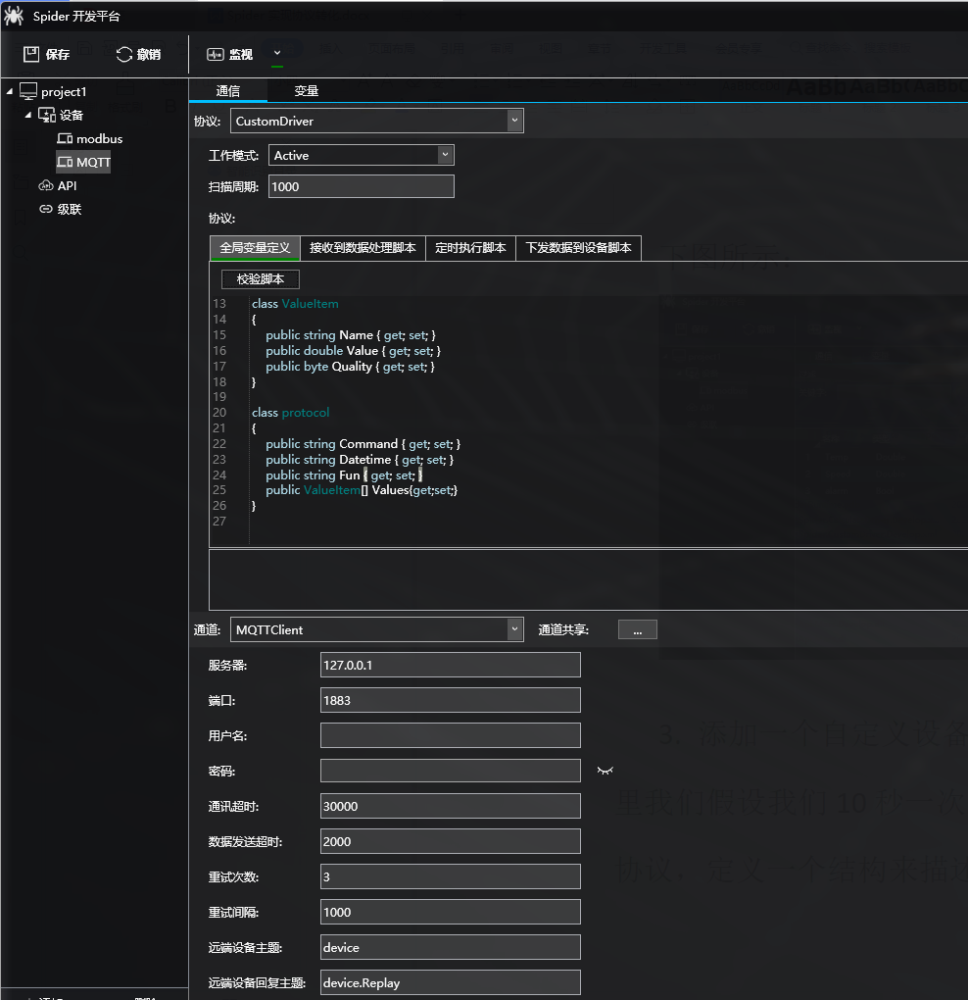 Spider 开发平台
保存 撤销 监视
project1
设备
modbus
MQTT
API
级联
通信 变量
协议: CustomDriver
工作模式: Active
扫描周期: 1000
协议:
全局变量定义 接收到数据处理脚本 定时执行脚本 下发数据到设备脚本
校验脚本
13 class ValueItem
14 {
15 public string Name { get; set; }
16 public double Value { get; set; }
17 public byte Quality { get; set; }
18 }
19
20 class protocol
21 {
22 public string Command { get; set; }
23 public string Datetime { get; set; }
24 public string Fun { get; set; }
25 public ValueItem[] Values{get;set;}
26 }
27
通道: MQTTClient 通道共享: ...
服务器: 127.0.0.1
端口: 1883
用户名:
密码:
通讯超时: 30000
数据发送超时: 2000
重试次数: 3
重试间隔: 1000
远端设备主题: device
远端设备回复主题: device.Replay
3. 添加一个自定义设备
里我们假设我们 10 秒一次
协议 定义一个结构来描述